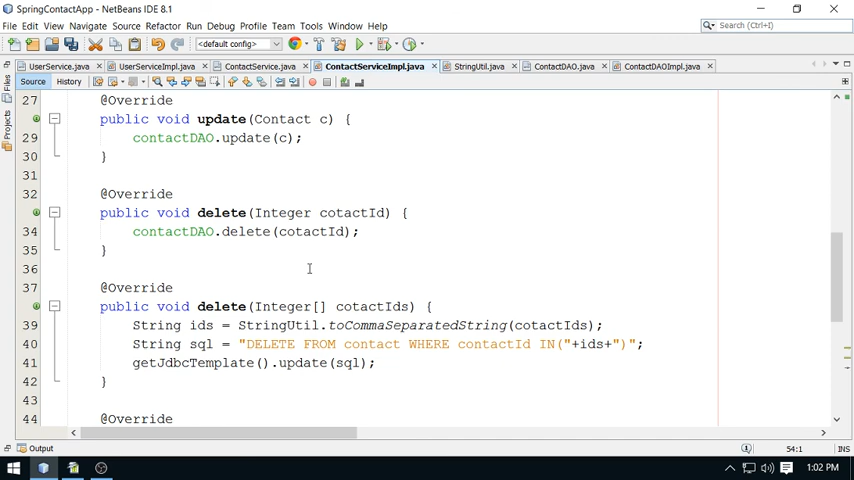 SpringContactApp - NetBeans IDE 8.1
File Edit View Navigate Source Refactor Run Debug Profile Team Tools Window Help
Search (Ctrl+I)
<default config>
UserService.java UserServiceImpl.java ContactService.java ContactServiceImpl.java StringUtil.java ContactDAO.java ContactDAOImpl.java
Source History
Files
Projects
27 @Override
public void update(Contact c) {
29 contactDAO.update(c);
30 }
31
32 @Override
public void delete(Integer cotactId) {
34 contactDAO.delete(cotactId);
35 }
36
37 @Override
public void delete(Integer[] cotactIds) {
39 String ids = StringUtil.toCommaSeparatedString(cotactIds);
40 String sql = "DELETE FROM contact WHERE contactId IN("+ids+")";
41 getJdbcTemplate().update(sql);
42 }
43
44 @Override
Output
54:1 INS
1:02 PM